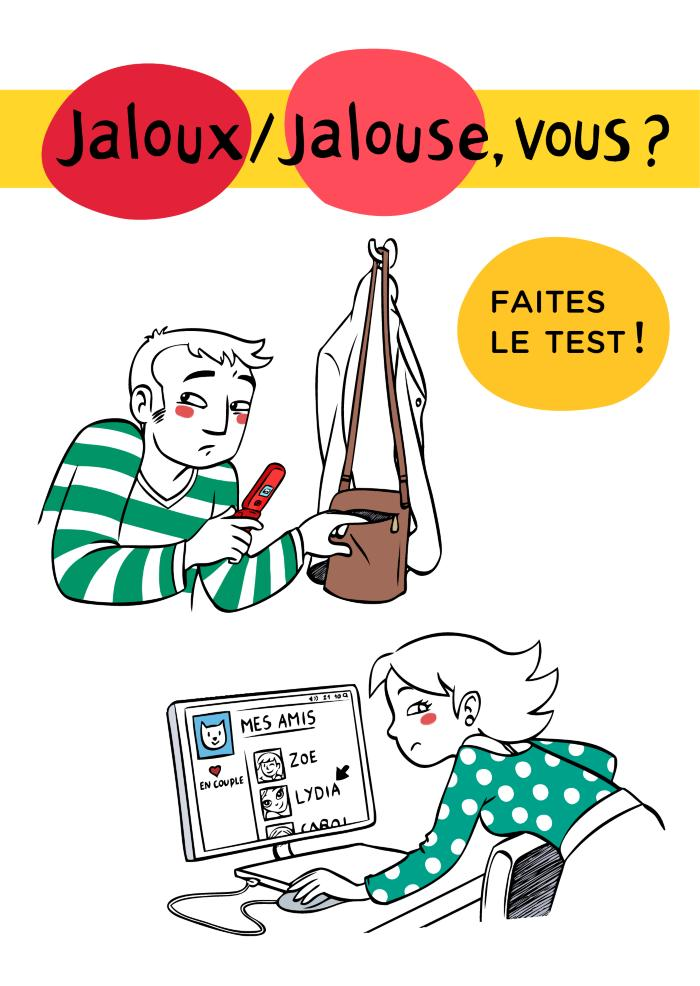 Jaloux/Jalouse, vous ?
FAITES
LE TEST !
MES AMIS
ZOE
EN COUPLE
LYDIA